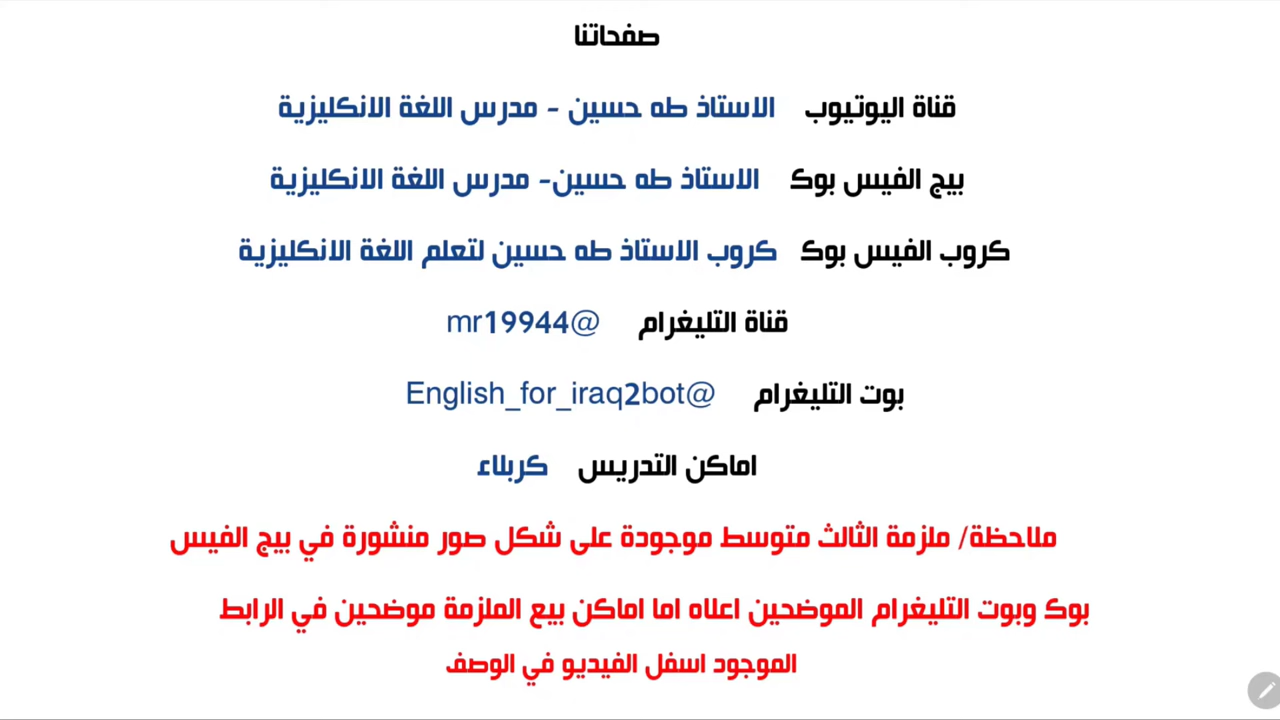 صفحاتنا
قناة اليوتيوب الاستاذ طه حسين - مدرس اللغة الانكليزية
بيج الفيس بوك الاستاذ طه حسين- مدرس اللغة الانكليزية
كروب الفيس بوك كروب الاستاذ طه حسين لتعلم اللغة الانكليزية
قناة التليغرام mr19944@
بوت التليغرام English_for_iraq2bot@
اماكن التدريس كربلاء
ملاحظة/ ملزمة الثالث متوسط موجودة على شكل صور منشورة في بيج الفيس
بوك وبوت التليغرام الموضحين اعلاه اما اماكن بيع الملزمة موضحين في الرابط
الموجود اسفل الفيديو في الوصف